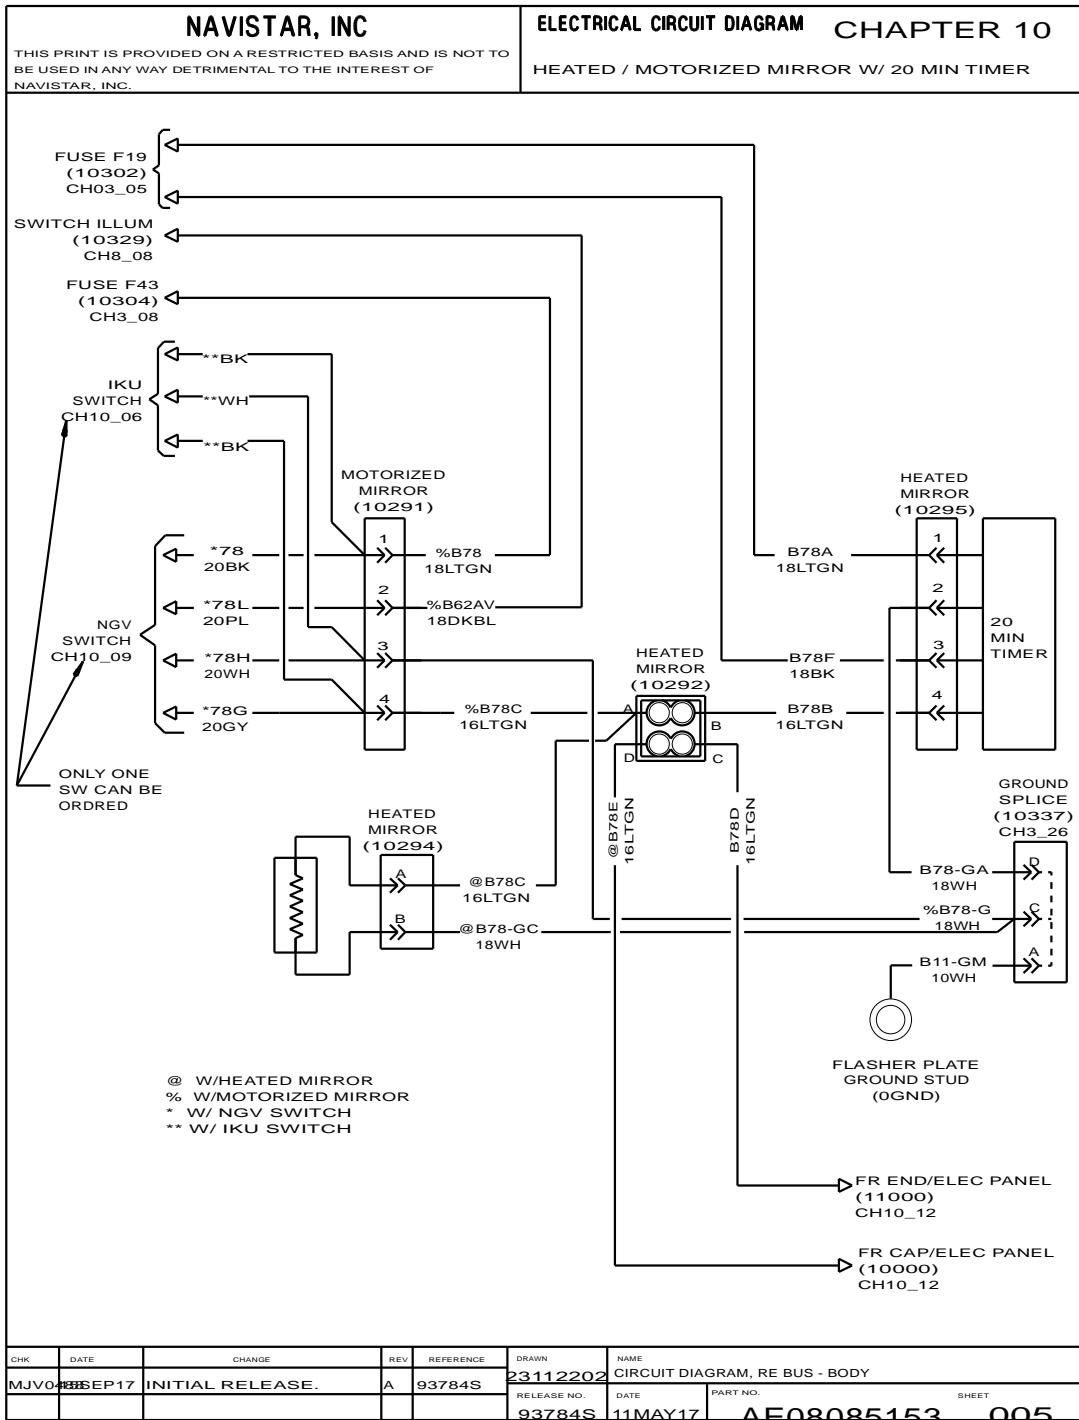 NAVISTAR, INC
THIS PRINT IS PROVIDED ON A RESTRICTED BASIS AND IS NOT TO
BE USED IN ANY WAY DETRIMENTAL TO THE INTEREST OF
NAVISTAR, INC.
ELECTRICAL CIRCUIT DIAGRAM
CHAPTER 10
HEATED / MOTORIZED MIRROR W/ 20 MIN TIMER
FUSE F19
(10302)
CH03_05
SWITCH ILLUM
(10329)
CH8_08
FUSE F43
(10304)
CH3_08
IKU
SWITCH
CH10_06
**BK
**WH
**BK
MOTORIZED
MIRROR
(10291)
1
2
3
4
NGV
SWITCH
CH10_09
*78
20BK
*78L
20PL
*78H
20WH
*78G
20GY
%B78
18LTGN
%B62AV
18DKBL
%B78C
16LTGN
ONLY ONE
SW CAN BE
ORDRED
HEATED
MIRROR
(10292)
A
B
D
C
HEATED
MIRROR
(10295)
1
2
3
4
B78A
18LTGN
B78F
18BK
B78B
16LTGN
20
MIN
TIMER
@B78E
16LTGN
B78D
16LTGN
HEATED
MIRROR
(10294)
A
B
@B78C
16LTGN
@B78-GC
18WH
GROUND
SPLICE
(10337)
CH3_26
D
C
A
B78-GA
18WH
%B78-G
18WH
B11-GM
10WH
FLASHER PLATE
GROUND STUD
(0GND)
@ W/HEATED MIRROR
% W/MOTORIZED MIRROR
* W/ NGV SWITCH
** W/ IKU SWITCH
FR END/ELEC PANEL
(11000)
CH10_12
FR CAP/ELEC PANEL
(10000)
CH10_12
CHK DATE CHANGE REV REFERENCE
INITIAL RELEASE. A 93784S
DRAWN
23112202
NAME
CIRCUIT DIAGRAM, RE BUS - BODY
RELEASE NO.
93784S
DATE
11MAY17
PART NO.
AE08085153
SHEET
005